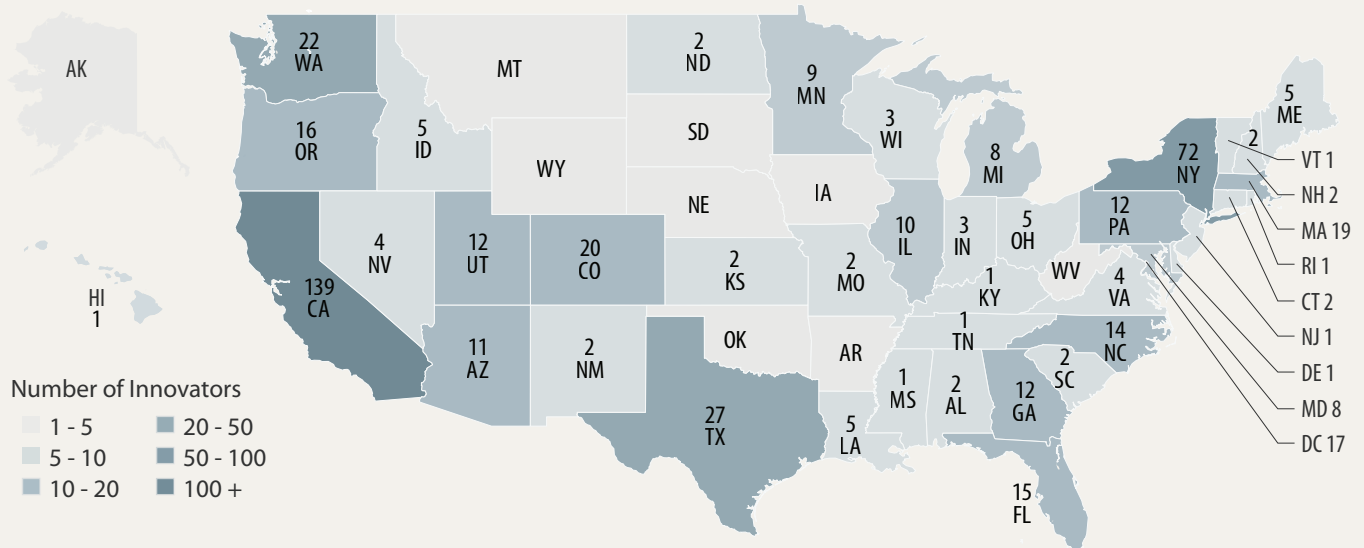 AK
22
WA
MT
2
ND
9
MN
5
ME
16
OR
5
ID
SD
3
WI
8
MI
72
NY
2
VT 1
NH 2
MA 19
RI 1
CT 2
NJ 1
DE 1
MD 8
DC 17
WY
NE
IA
4
NV
12
UT
20
CO
2
KS
2
MO
10
IL
3
IN
5
OH
12
PA
WV
4
VA
1
KY
139
CA
HI
1
11
AZ
2
NM
OK
AR
1
TN
14
NC
2
SC
1
MS
2
AL
12
GA
27
TX
5
LA
15
FL
Number of Innovators
1 - 5
5 - 10
10 - 20
20 - 50
50 - 100
100 +